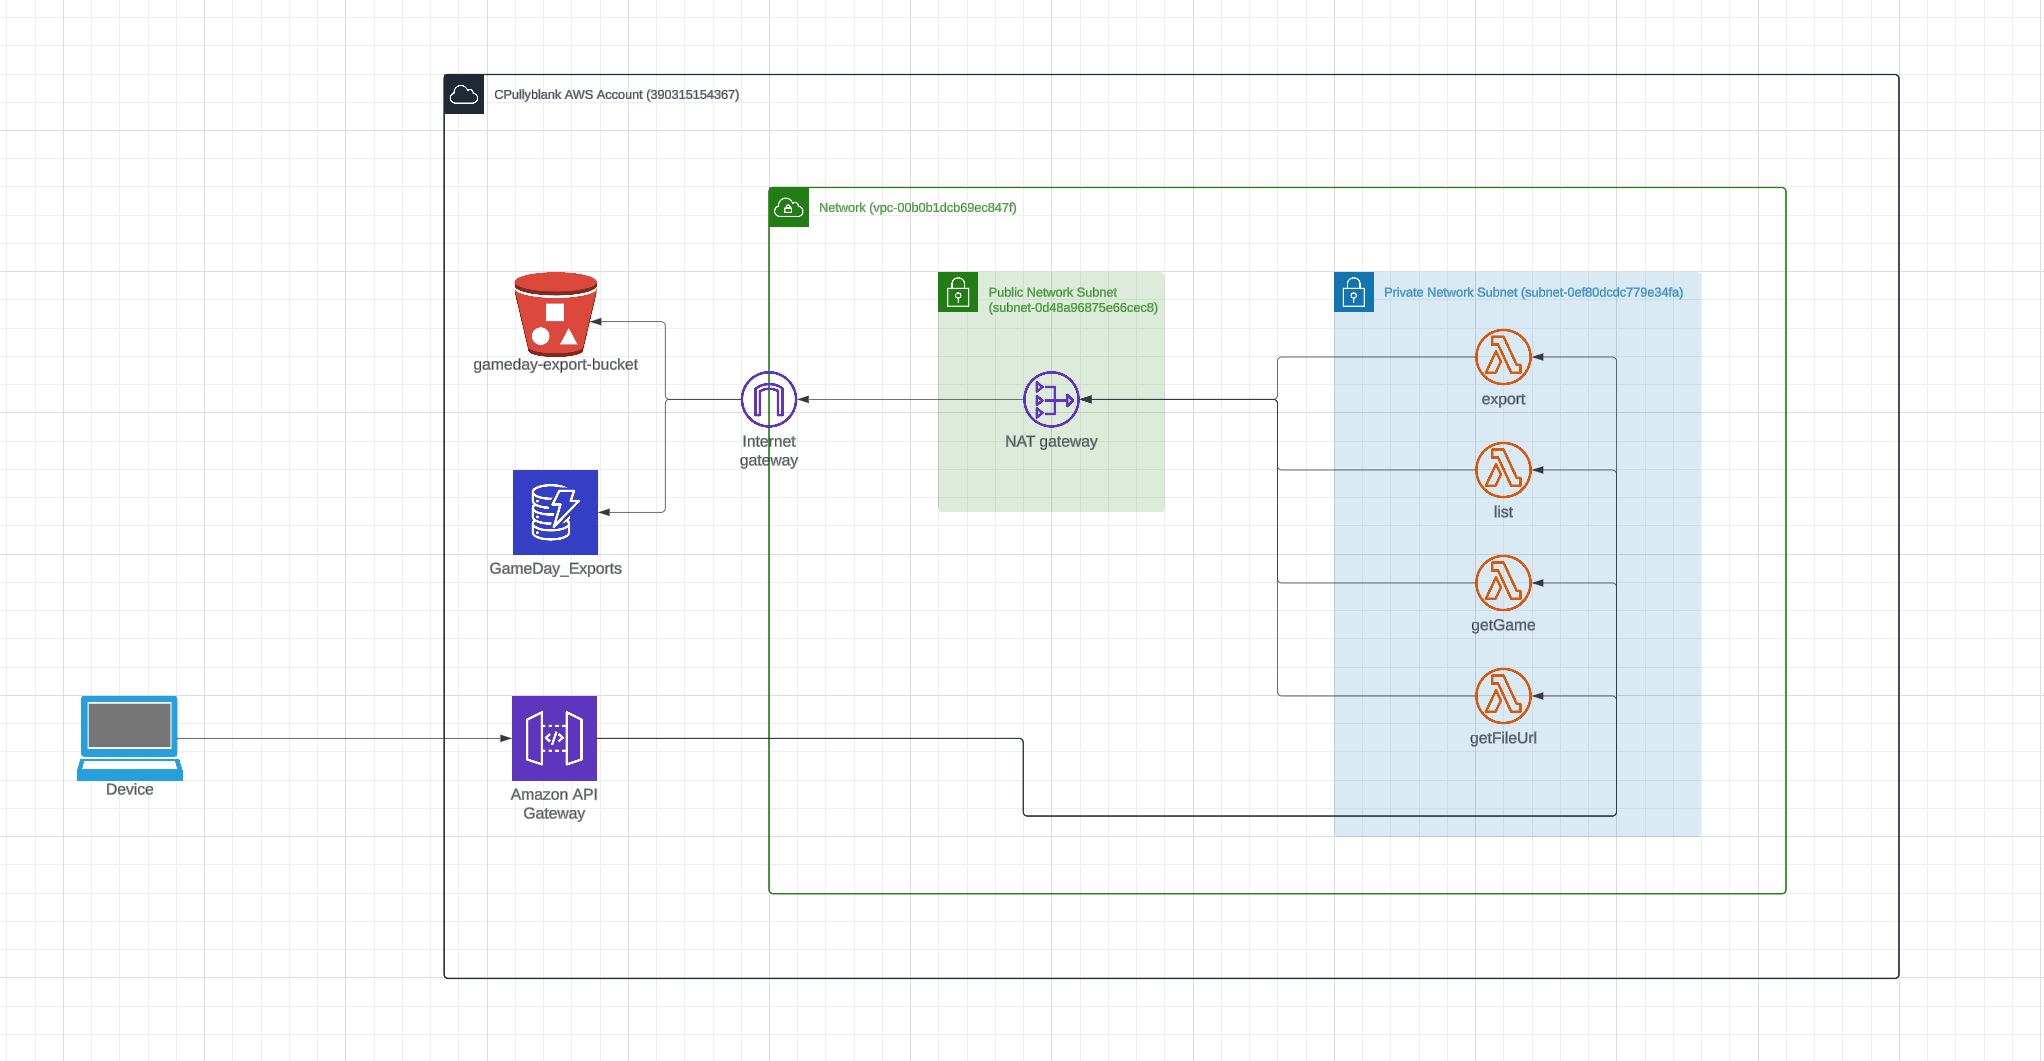 CPullyblank AWS Account (390315154367)
Network (vpc-00b0b1dcb69ec847f)
Public Network Subnet
(subnet-0d48a96875e66cec8)
Private Network Subnet (subnet-0ef80dcdc779e34fa)
gameday-export-bucket
export
Internet
gateway
NAT gateway
list
GameDay_Exports
getGame
getFileUrl
</>
Device
Amazon API
Gateway